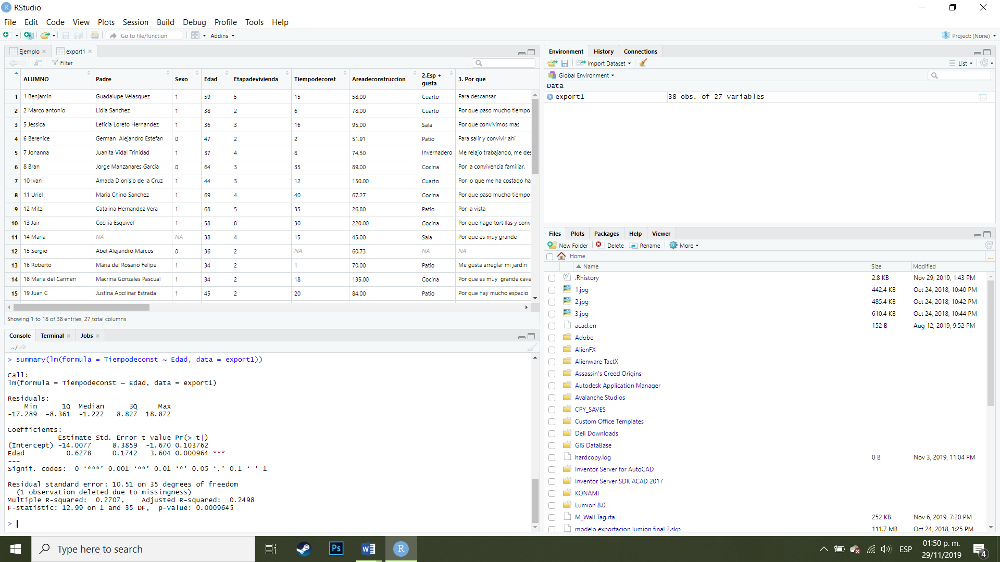 RStudio
File Edit Code View Plots Session Build Debug Profile Tools Help
Go to file/function Addins Project: (None)
Ejemplo export1
Filter
ALUMNO Padre Sexo Edad Etapadevivienda Tiempodeconst Areadeconstruccion 2.Esp + gusta 3. Por que
1 1 Benjamin Guadalupe Velasquez 1 59 5 15 58.00 Cuarto Para descansar
2 2 Marco antonio Lidia Sanchez 1 38 2 6 78.00 Cuarto Por que paso mucho tiempo
3 5 Jessica Leticia Loreto Hernandez 1 36 3 16 95.00 Sala Por que convivimos mas
4 6 Berenice German Alejandro Estefan 0 47 2 2 51.91 Patio Para salir y convivir ahí
5 7 Johanna Juanita Vidal Trinidad 1 37 4 8 74.50 Invernadero Me relajo trabajando, me des
6 8 Bran Jorge Manzanares Garcia 0 64 3 35 89.00 Cocina Por la convivencia familiar.
7 10 Ivan Amada Dionisio de la Cruz 1 44 3 12 150.00 Cuarto Por lo que me ha costado ha
8 11 Uriel Maria Chino Sanchez 1 69 4 40 67.27 Cocina Por que paso mucho tiempo
9 12 Mitzi Catalina Hernandez Vera 1 68 5 35 26.80 Patio Por la vista
10 13 Jair Cecilia Esquivel 1 58 8 30 220.00 Cocina Por que hago tortillas y conv
11 14 Maria NA NA 38 4 15 45.00 Sala Por que es muy grande
12 15 Sergio Abel Alejandro Marcos 0 36 2 NA 60.73 NA NA
13 16 Roberto Maria del Rosario Felipe 1 34 2 1 70.00 Patio Me gusta arreglar mi jardin
14 18 Maria del Carmen Macrina Gonzales Pascual 1 34 2 18 135.00 Cocina Por que es muy grande cave
15 19 Juan C Justina Apolinar Estrada 1 45 2 20 84.00 Patio Por que hay mucho espacio
Showing 1 to 18 of 38 entries, 27 total columns
Console Terminal Jobs
~/
> summary(lm(formula = Tiempodeconst ~ Edad, data = export1))
Call:
lm(formula = Tiempodeconst ~ Edad, data = export1)
Residuals:
Min 1Q Median 3Q Max
-17.289 -8.361 -1.222 8.827 18.872
Coefficients:
Estimate Std. Error t value Pr(>|t|)
(Intercept) -14.0077 8.3859 -1.670 0.103762
Edad 0.6278 0.1742 3.604 0.000964 ***
---
Signif. codes: 0 ‘***’ 0.001 ‘**’ 0.01 ‘*’ 0.05 ‘.’ 0.1 ‘ ’ 1
Residual standard error: 10.51 on 35 degrees of freedom
(1 observation deleted due to missingness)
Multiple R-squared: 0.2707, Adjusted R-squared: 0.2498
F-statistic: 12.99 on 1 and 35 DF, p-value: 0.0009645
>
Environment History Connections
Import Dataset List
Global Environment
Data
export1 38 obs. of 27 variables
Files Plots Packages Help Viewer
New Folder Delete Rename More
Home ...
Name Size Modified
.Rhistory 2.8 KB Nov 29, 2019, 1:43 PM
1.jpg 442.4 KB Oct 24, 2018, 10:40 PM
2.jpg 485.4 KB Oct 24, 2018, 10:42 PM
3.jpg 610.4 KB Oct 24, 2018, 10:44 PM
acad.err 152 B Aug 12, 2019, 9:52 PM
Adobe
AlienFX
Alienware TactX
Assassin's Creed Origins
Autodesk Application Manager
Avalanche Studios
CPY_SAVES
Custom Office Templates
Dell Downloads
GIS DataBase
hardcopy.log 0 B Nov 3, 2019, 11:04 PM
Inventor Server for AutoCAD
Inventor Server SDK ACAD 2017
KONAMI
Lumion 8.0
M_Wall Tag.rfa 252 KB Nov 6, 2019, 7:20 PM
modelo exportacion lumion final 2.skp 111.7 MB Oct 24, 2018, 1:25 PM
Type here to search
Ps
R
ESP
01:50 p. m.
29/11/2019
4